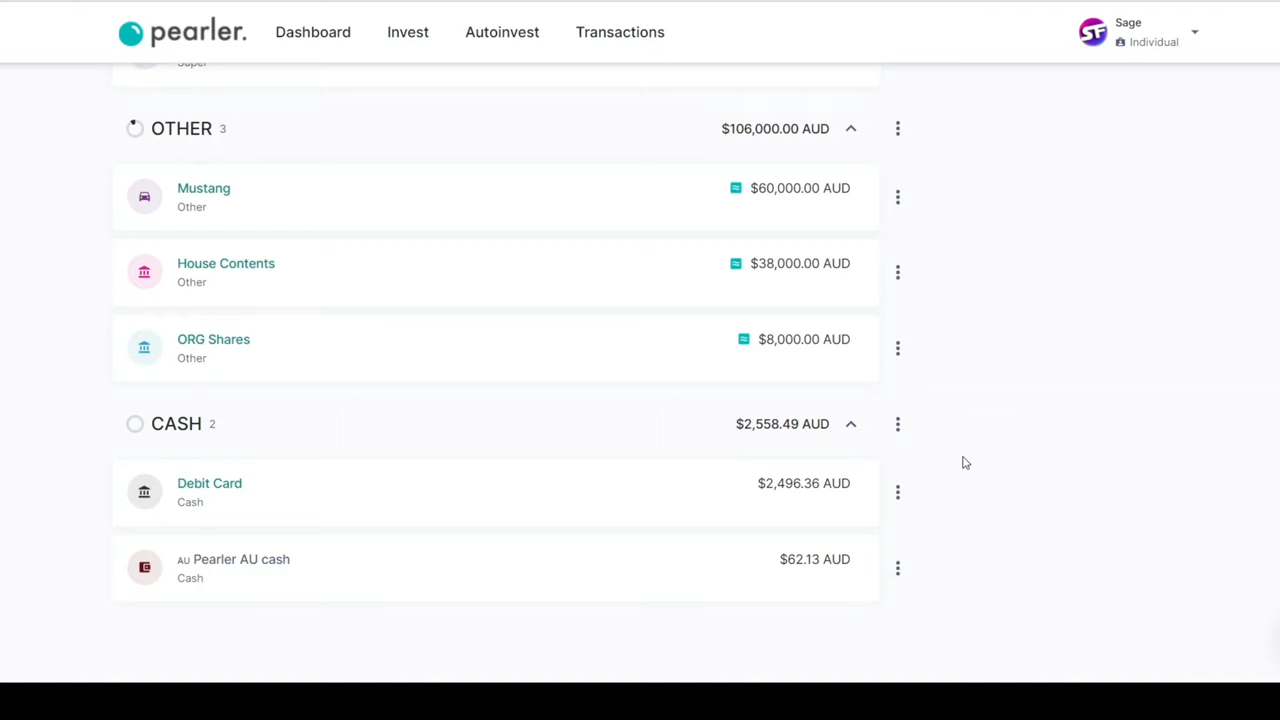 pearler.
Dashboard
Invest
Autoinvest
Transactions
SF
Sage
Individual
Super
OTHER 3
$106,000.00 AUD
Mustang
$60,000.00 AUD
Other
House Contents
$38,000.00 AUD
Other
ORG Shares
$8,000.00 AUD
Other
CASH 2
$2,558.49 AUD
Debit Card
$2,496.36 AUD
Cash
AU Pearler AU cash
$62.13 AUD
Cash